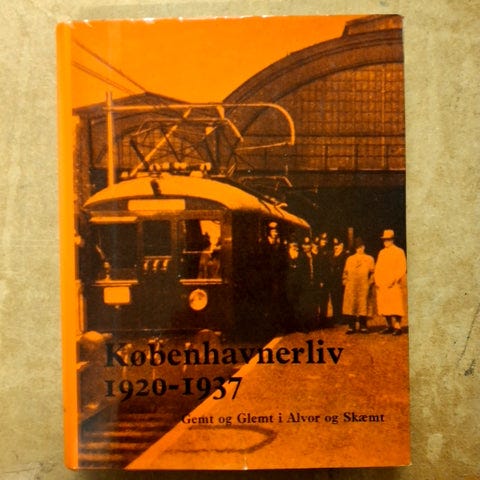 Københavnerliv
1920-1937
Gemt og Glemt i Alvor og Skæmt